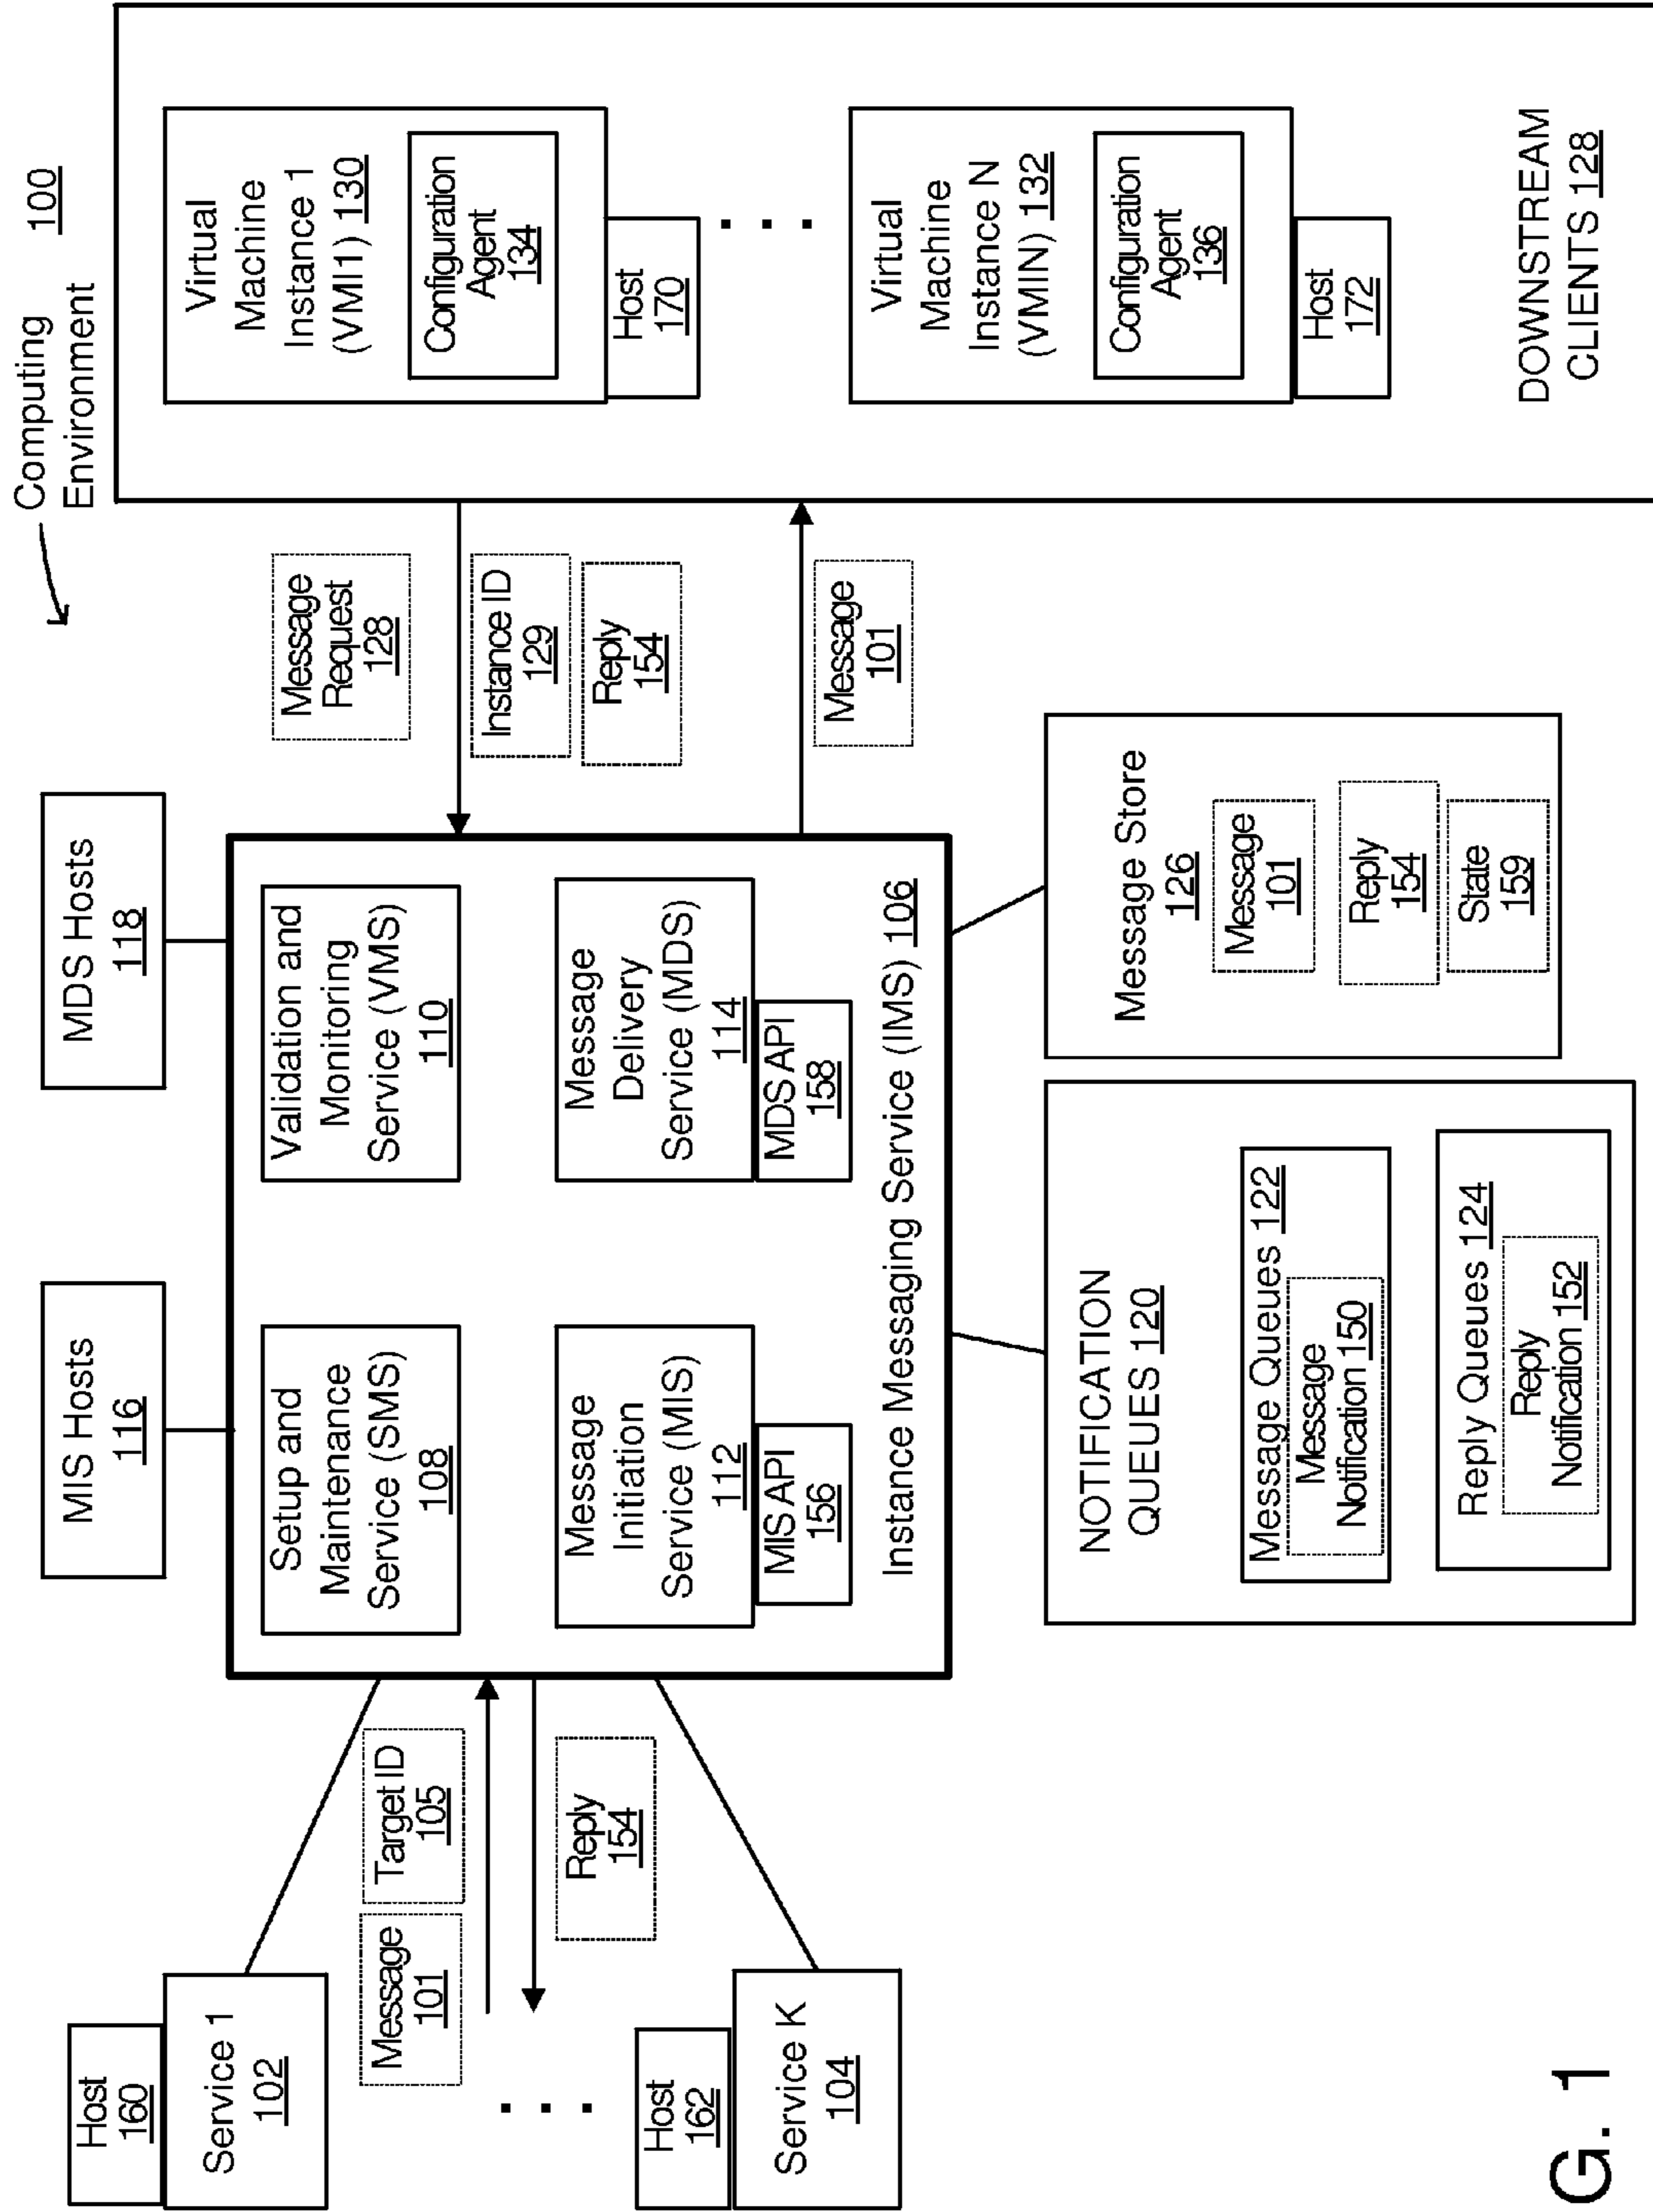 Computing
Environment
100
Host
160
Service 1
102
Message
101
Target ID
105
Reply
154
Host
162
Service K
104
MIS Hosts
116
MDS Hosts
118
Setup and
Maintenance
Service (SMS)
108
Validation and
Monitoring
Service (VMS)
110
Message
Initiation
Service (MIS)
112
MIS API
156
Message
Delivery
Service (MDS)
114
MDS API
158
Instance Messaging Service (IMS) 106
Message
Request
128
Instance ID
129
Reply
154
Message
101
Virtual
Machine
Instance 1
(VMI1) 130
Configuration
Agent
134
Host
170
Virtual
Machine
Instance N
(VMIN) 132
Configuration
Agent
136
Host
172
DOWNSTREAM
CLIENTS 128
NOTIFICATION
QUEUES 120
Message Queues 122
Message
Notification 150
Reply Queues 124
Reply
Notification 152
Message Store
126
Message
101
Reply
154
State
159
G. 1